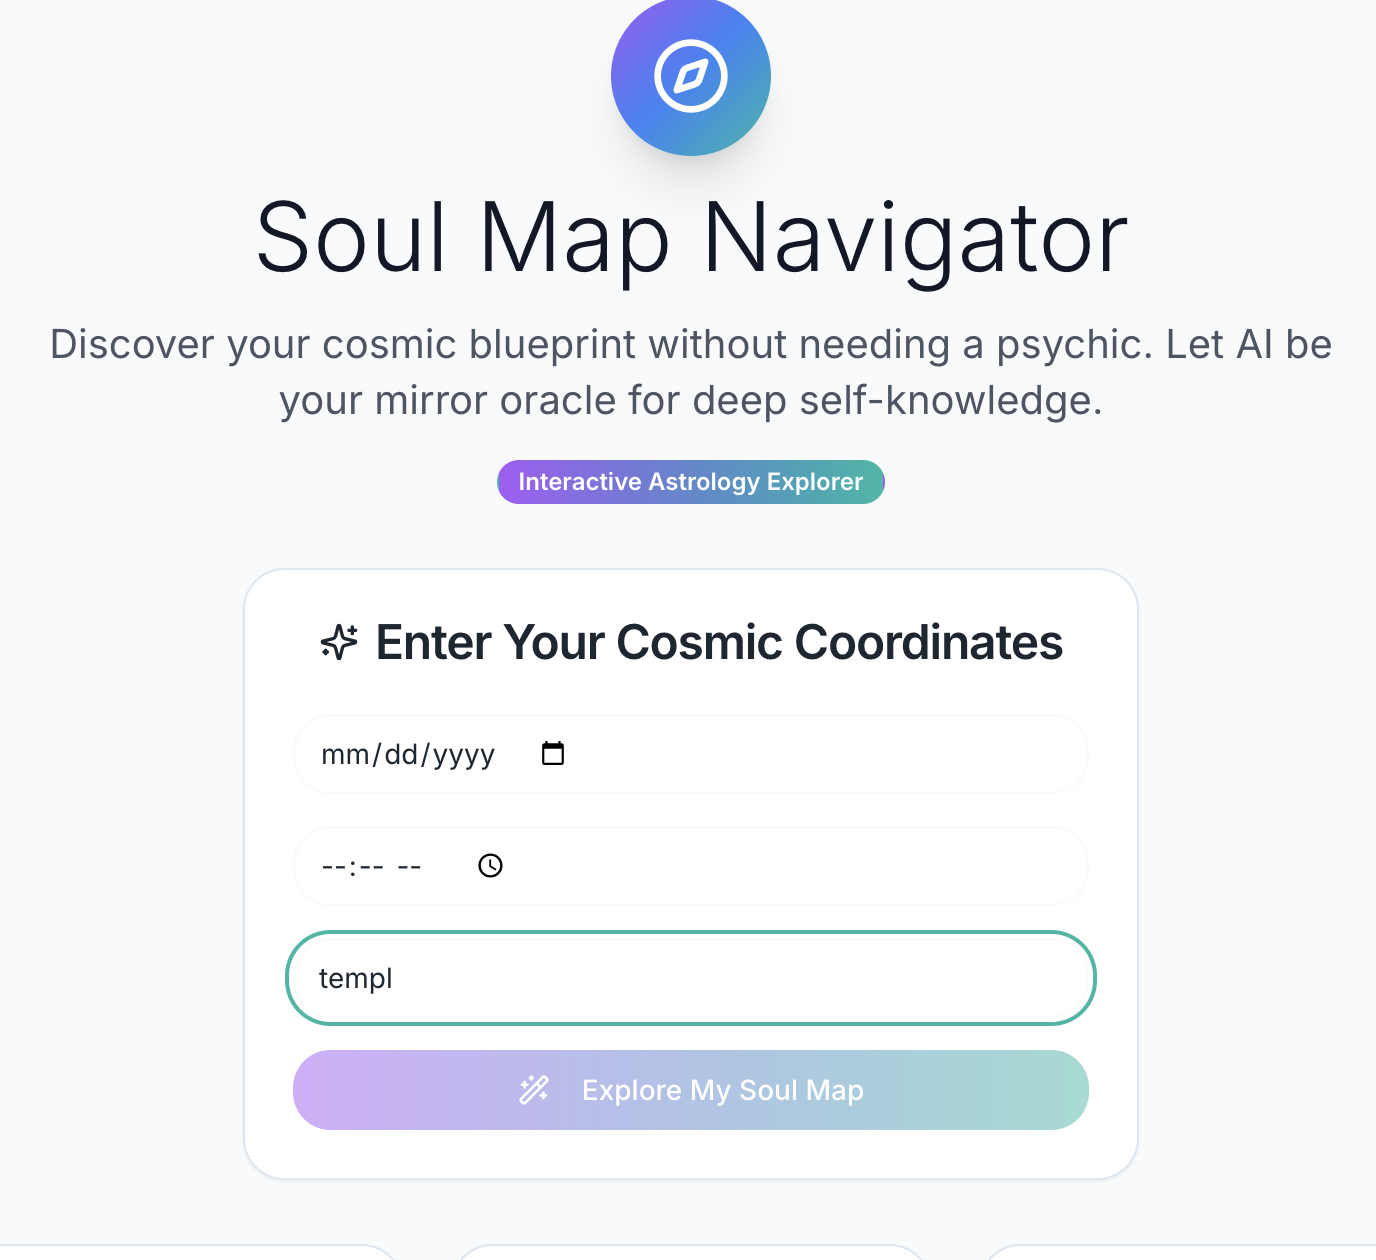 Soul Map Navigator
Discover your cosmic blueprint without needing a psychic. Let AI be
your mirror oracle for deep self-knowledge.
Interactive Astrology Explorer
Enter Your Cosmic Coordinates
mm/dd/yyyy
--:-- --
templ
Explore My Soul Map